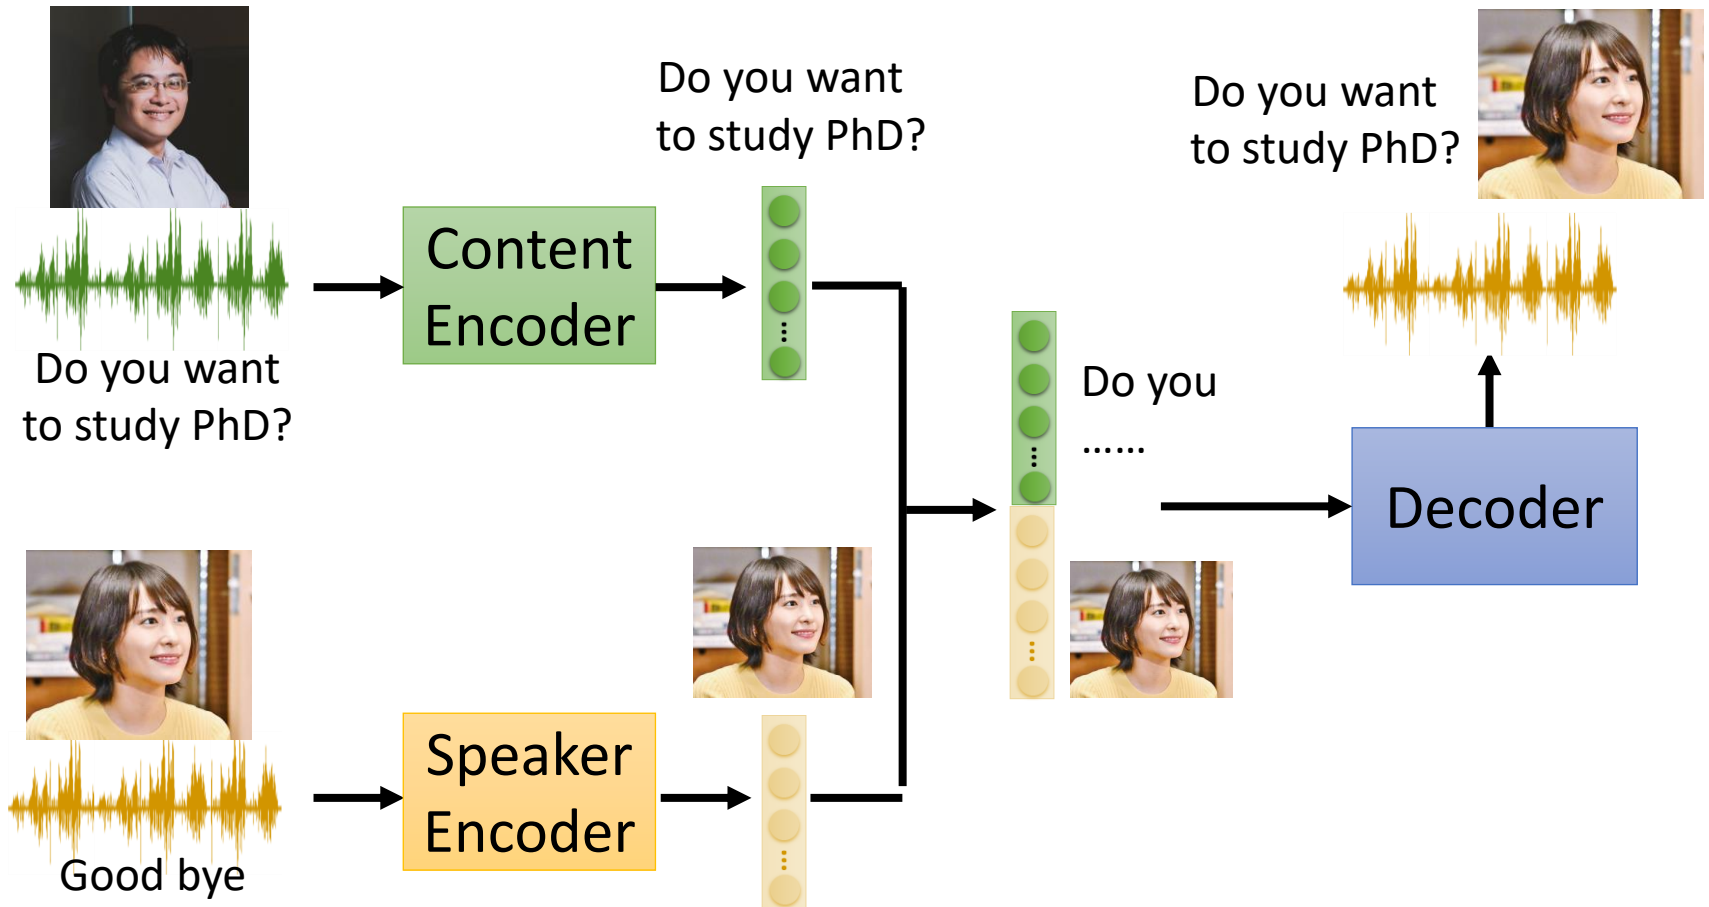 Do you want
to study PhD?
Content
Encoder
Do you want
to study PhD?
Good bye
Speaker
Encoder
Do you
......
Decoder
Do you want
to study PhD?